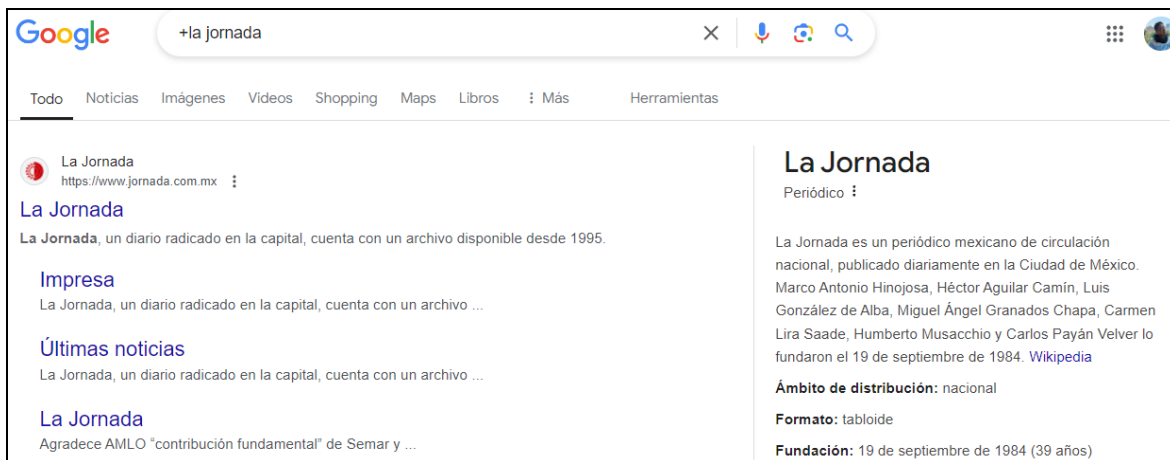 Google
+la jornada
Todo Noticias Imágenes Videos Shopping Maps Libros Más Herramientas
La Jornada
https://www.jornada.com.mx
La Jornada
La Jornada, un diario radicado en la capital, cuenta con un archivo disponible desde 1995.
Impresa
La Jornada, un diario radicado en la capital, cuenta con un archivo ...
Últimas noticias
La Jornada, un diario radicado en la capital, cuenta con un archivo ...
La Jornada
Agradece AMLO “contribución fundamental” de Semar y ...
La Jornada
Periódico
La Jornada es un periódico mexicano de circulación
nacional, publicado diariamente en la Ciudad de México.
Marco Antonio Hinojosa, Héctor Aguilar Camín, Luis
González de Alba, Miguel Ángel Granados Chapa, Carmen
Lira Saade, Humberto Musacchio y Carlos Payán Velver lo
fundaron el 19 de septiembre de 1984. Wikipedia
Ámbito de distribución: nacional
Formato: tabloide
Fundación: 19 de septiembre de 1984 (39 años)